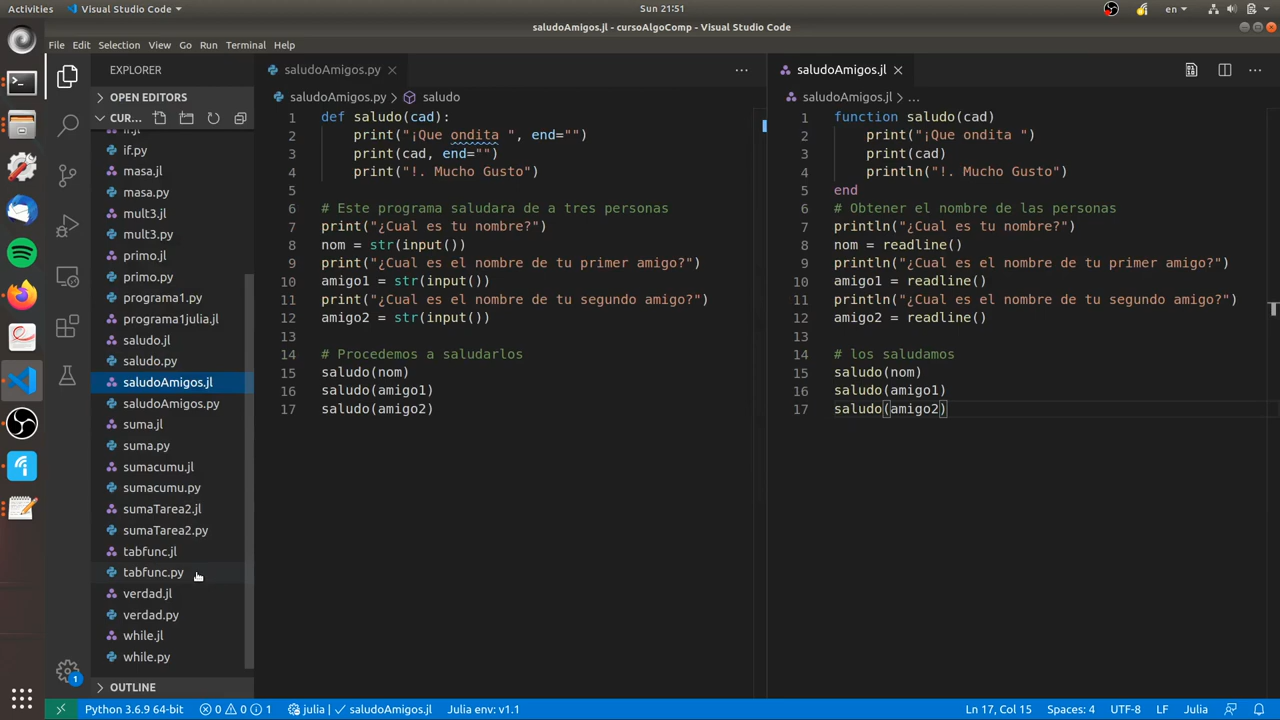 Activities
Visual Studio Code
Sun 21:51
en
saludoAmigos.jl - cursoAlgoComp - Visual Studio Code
File Edit Selection View Go Run Terminal Help
EXPLORER
OPEN EDITORS
CUR...
if.jl
if.py
masa.jl
masa.py
mult3.jl
mult3.py
primo.jl
primo.py
programa1.py
programa1julia.jl
saludo.jl
saludo.py
saludoAmigos.jl
saludoAmigos.py
suma.jl
suma.py
sumacumu.jl
sumacumu.py
sumaTarea2.jl
sumaTarea2.py
tabfunc.jl
tabfunc.py
verdad.jl
verdad.py
while.jl
while.py
OUTLINE
saludoAmigos.py
saludoAmigos.py > saludo
1 def saludo(cad):
2 print("¡Que ondita ", end="")
3 print(cad, end="")
4 print("!. Mucho Gusto")
5
6 # Este programa saludara de a tres personas
7 print("¿Cual es tu nombre?")
8 nom = str(input())
9 print("¿Cual es el nombre de tu primer amigo?")
10 amigo1 = str(input())
11 print("¿Cual es el nombre de tu segundo amigo?")
12 amigo2 = str(input())
13
14 # Procedemos a saludarlos
15 saludo(nom)
16 saludo(amigo1)
17 saludo(amigo2)
saludoAmigos.jl
saludoAmigos.jl > ...
1 function saludo(cad)
2 print("¡Que ondita ")
3 print(cad)
4 println("!. Mucho Gusto")
5 end
6 # Obtener el nombre de las personas
7 println("¿Cual es tu nombre?")
8 nom = readline()
9 println("¿Cual es el nombre de tu primer amigo?")
10 amigo1 = readline()
11 println("¿Cual es el nombre de tu segundo amigo?")
12 amigo2 = readline()
13
14 # los saludamos
15 saludo(nom)
16 saludo(amigo1)
17 saludo(amigo2)
1
Python 3.6.9 64-bit 0 0 1 julia | saludoAmigos.jl Julia env: v1.1 Ln 17, Col 15 Spaces: 4 UTF-8 LF Julia